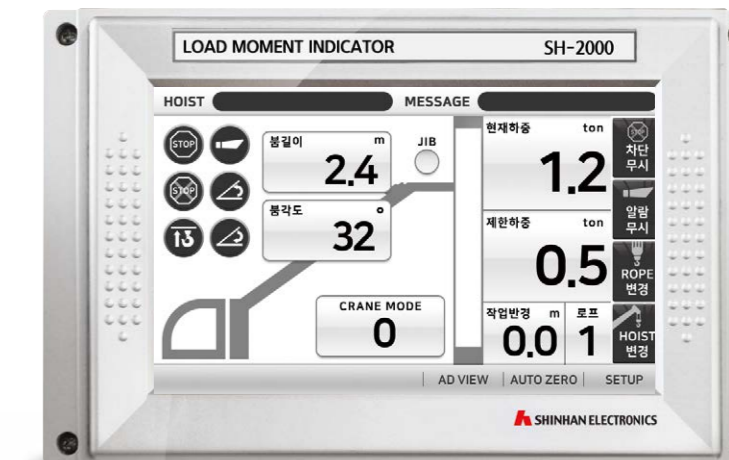 LOAD MOMENT INDICATOR SH-2000
HOIST MESSAGE
STOP
STOP
13
붐길이 m
2.4
붐각도 °
32
JIB
CRANE MODE
0
현재하중 ton
1.2
제한하중 ton
0.5
작업반경 m
0.0
로프
1
STOP
차단
무시
알람
무시
ROPE
변경
HOIST
변경
AD VIEW | AUTO ZERO | SETUP
SHINHAN ELECTRONICS